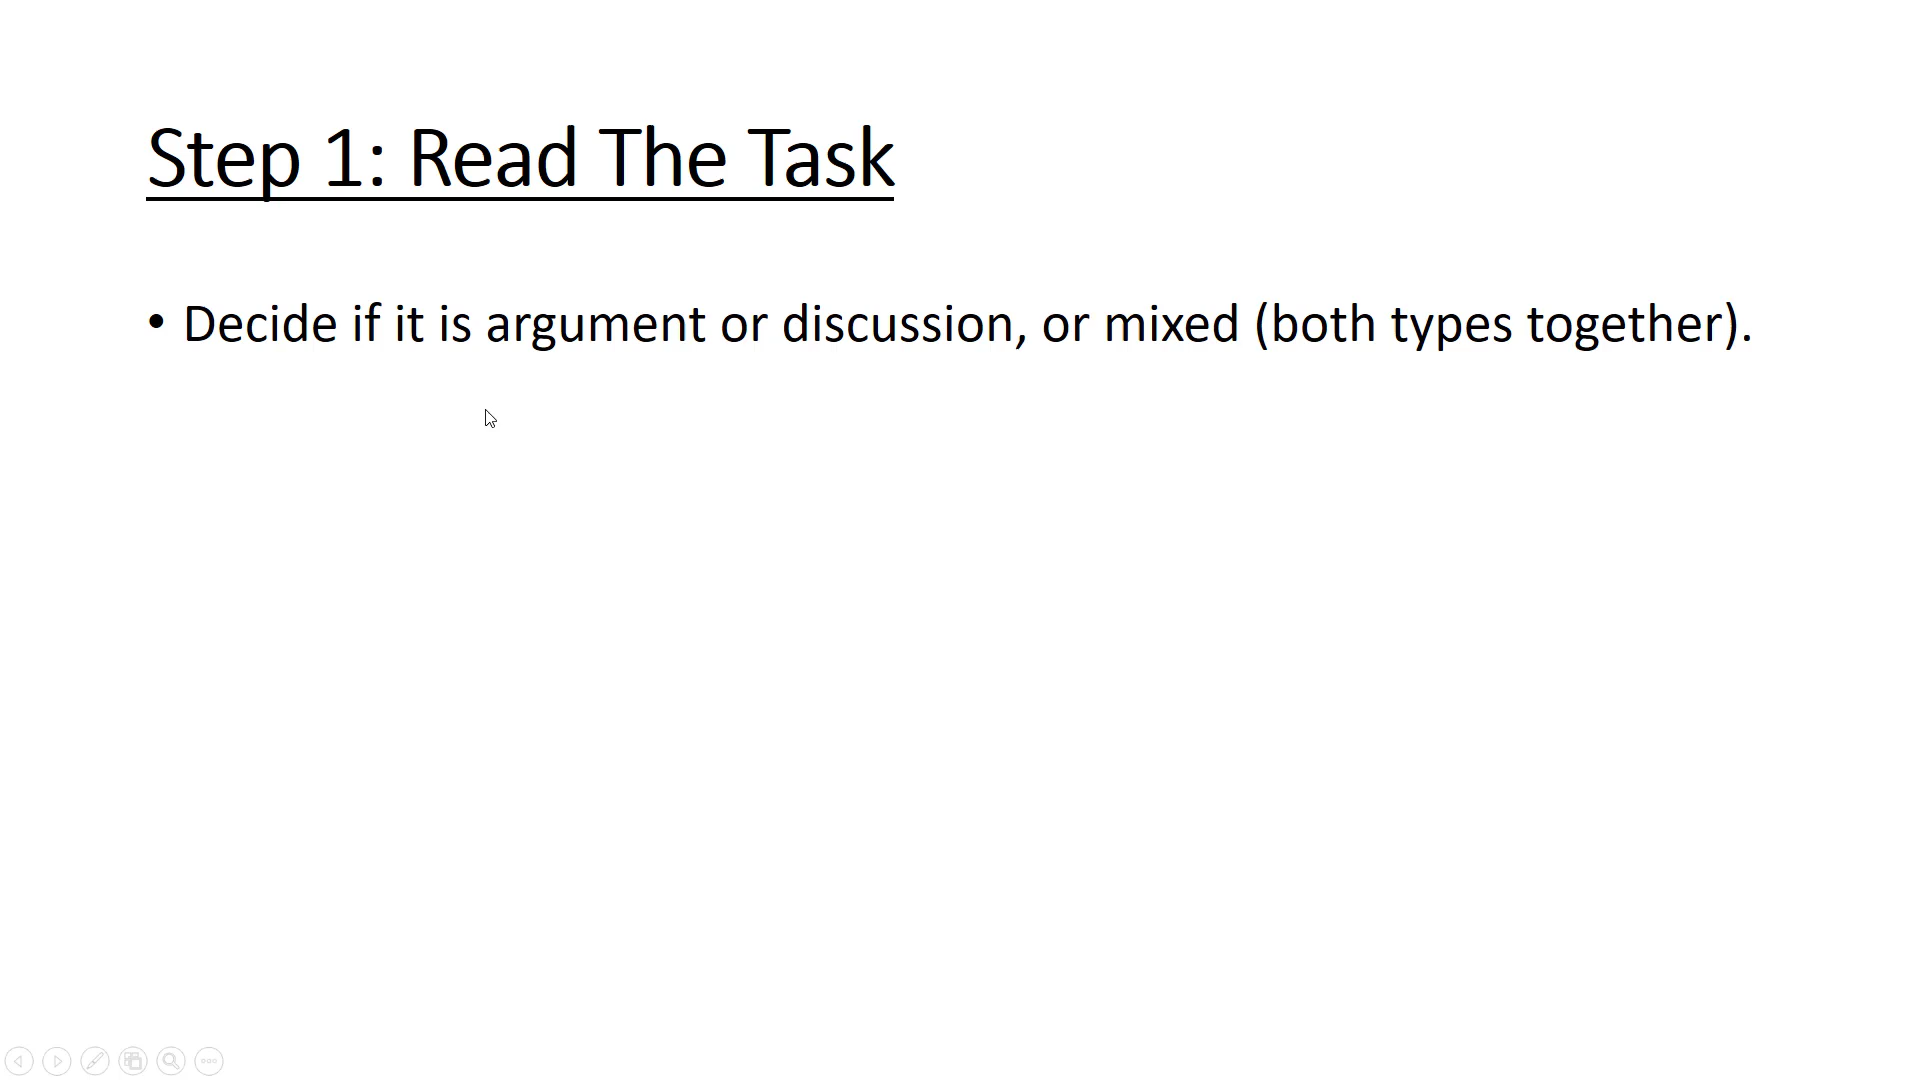 Step 1: Read The Task
• Decide if it is argument or discussion, or mixed (both types together).